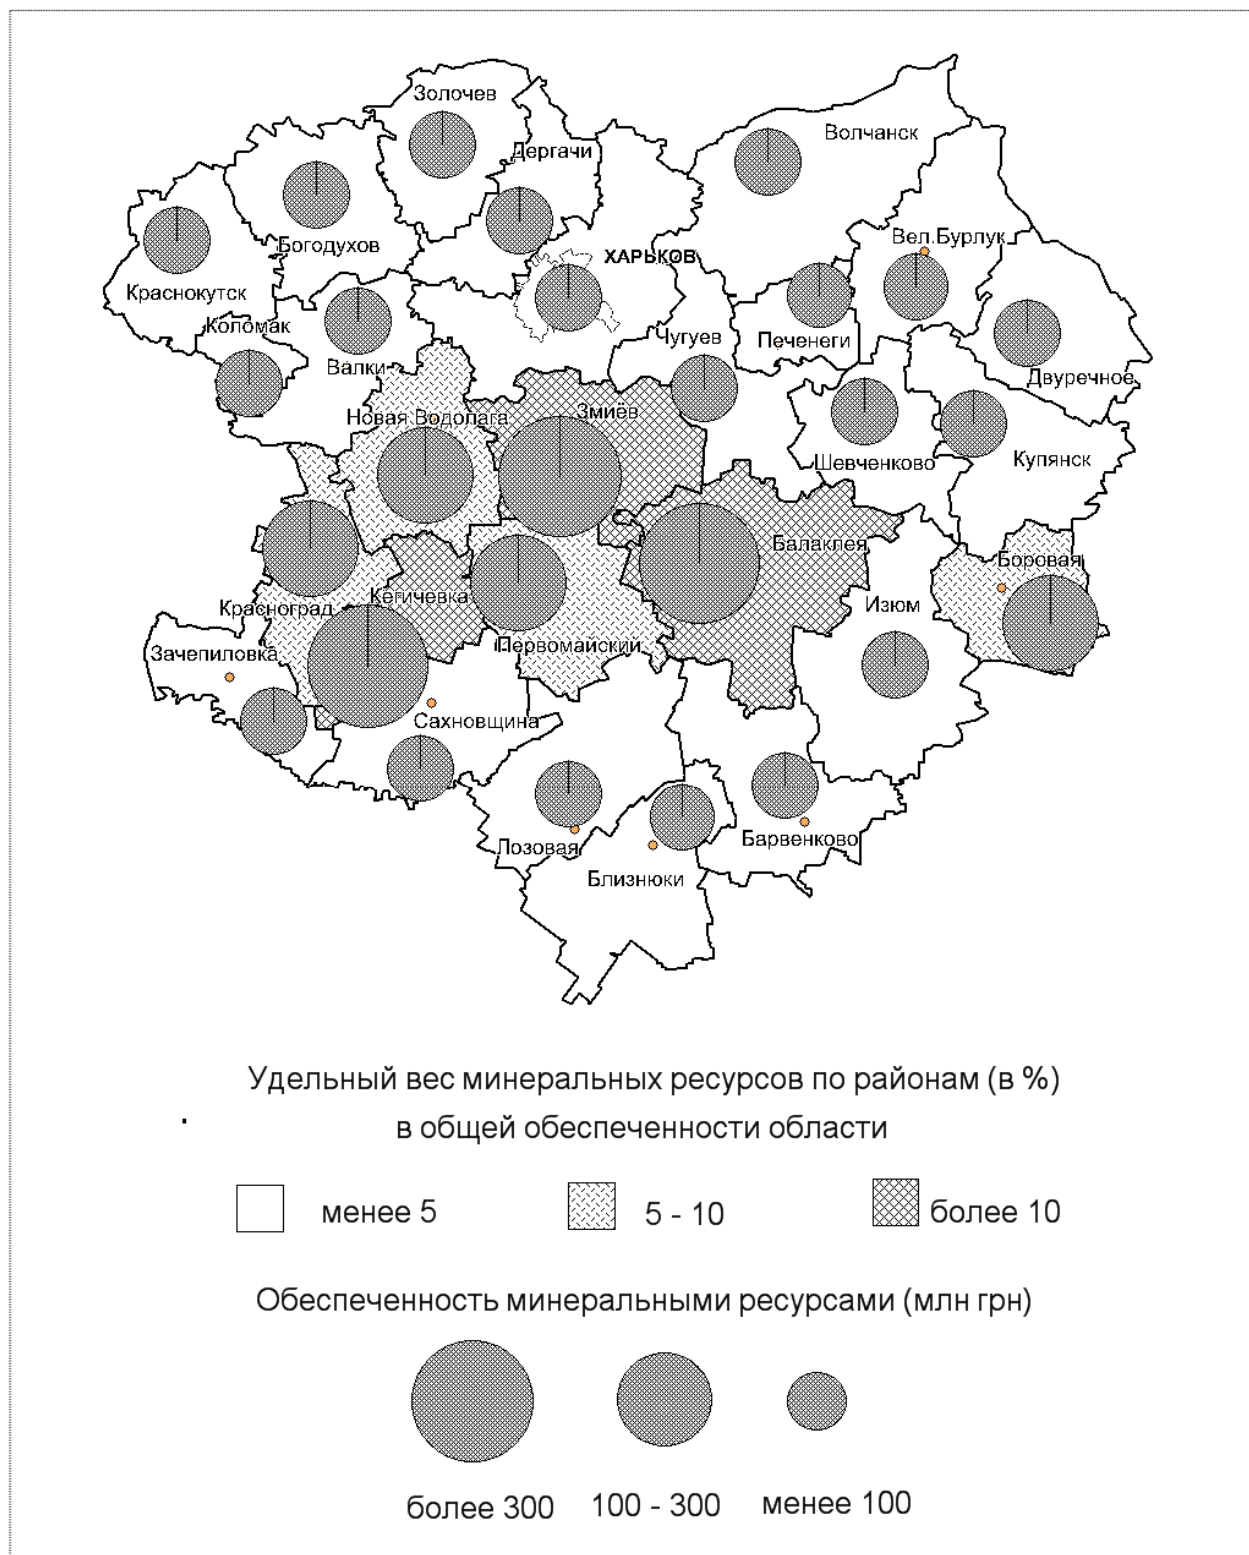 Золочев
Волчанск
Дергачи
Богодухов
Вел.Бурлук
ХАРЬКОВ
Краснокутск
Коломак
Чугуев
Печенеги
Валки
Двуречное
Новая Водолага
Змиёв
Шевченково
Купянск
Балаклея
Боровая
Кегичевка
Красноград
Изюм
Первомайский
Зачепиловка
Сахновщина
Лозовая
Барвенково
Близнюки
Удельный вес минеральных ресурсов по районам (в %)
в общей обеспеченности области
менее 5
5 - 10
более 10
Обеспеченность минеральными ресурсами (млн грн)
более 300
100 - 300
менее 100